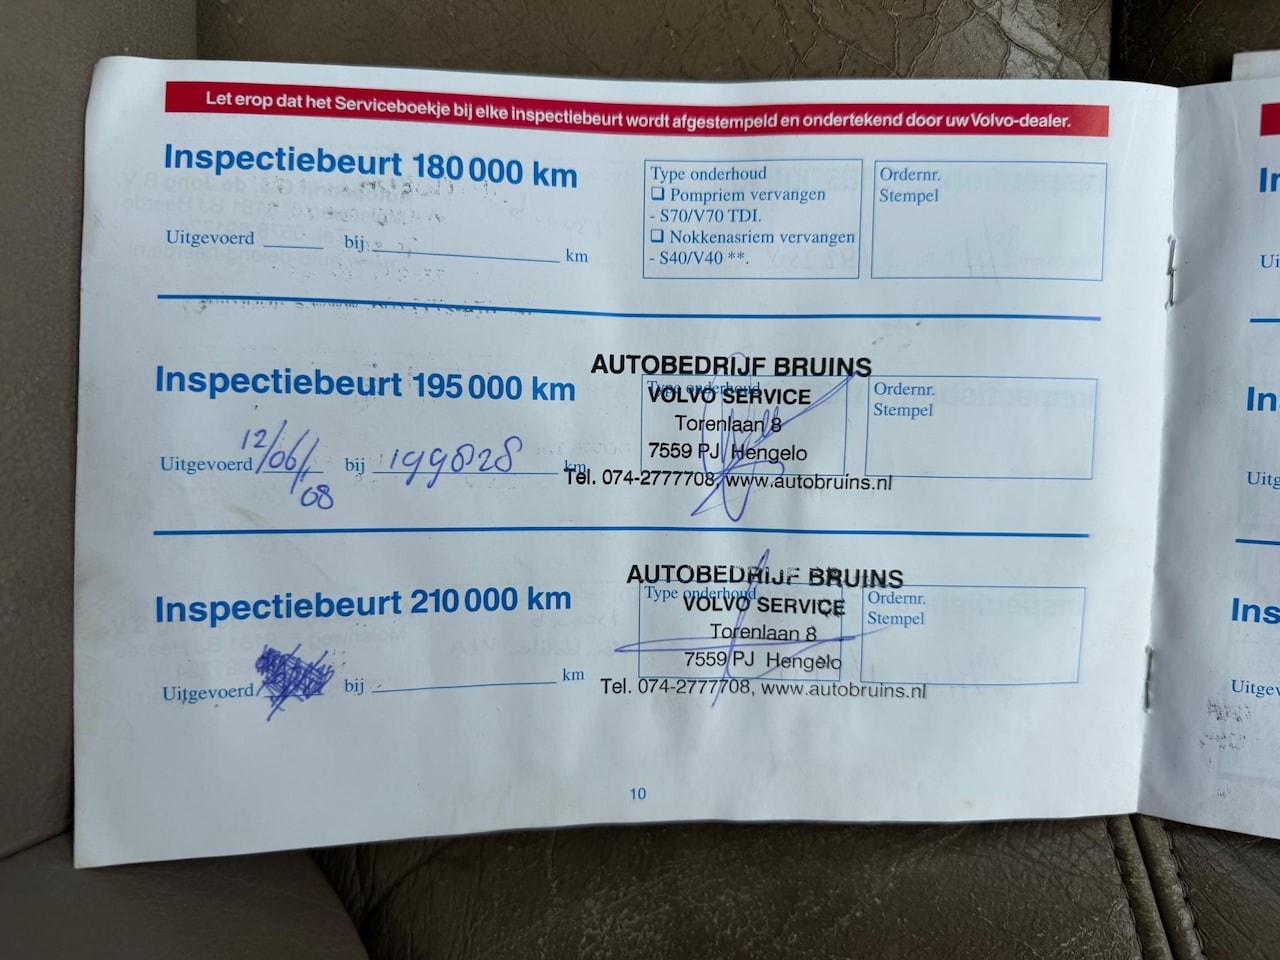 Let erop dat het Serviceboekje bij elke inspectiebeurt wordt afgestempeld en ondertekend door uw Volvo-dealer.
Inspectiebeurt 180 000 km
Uitgevoerd bij km
Type onderhoud
❑ Pompriem vervangen
- S70/V70 TDI.
❑ Nokkenasriem vervangen
- S40/V40 **.
Ordernr.
Stempel
Inspectiebeurt 195 000 km
Uitgevoerd 12/06/08 bij 199828 km
Type onderhoud
AUTOBEDRIJF BRUINS
VOLVO SERVICE
Torenlaan 8
7559 PJ Hengelo
Tel. 074-2777708, www.autobruins.nl
Ordernr.
Stempel
Inspectiebeurt 210 000 km
Uitgevoerd bij km
Type onderhoud
AUTOBEDRIJF BRUINS
VOLVO SERVICE
Torenlaan 8
7559 PJ Hengelo
Tel. 074-2777708, www.autobruins.nl
Ordernr.
Stempel
10